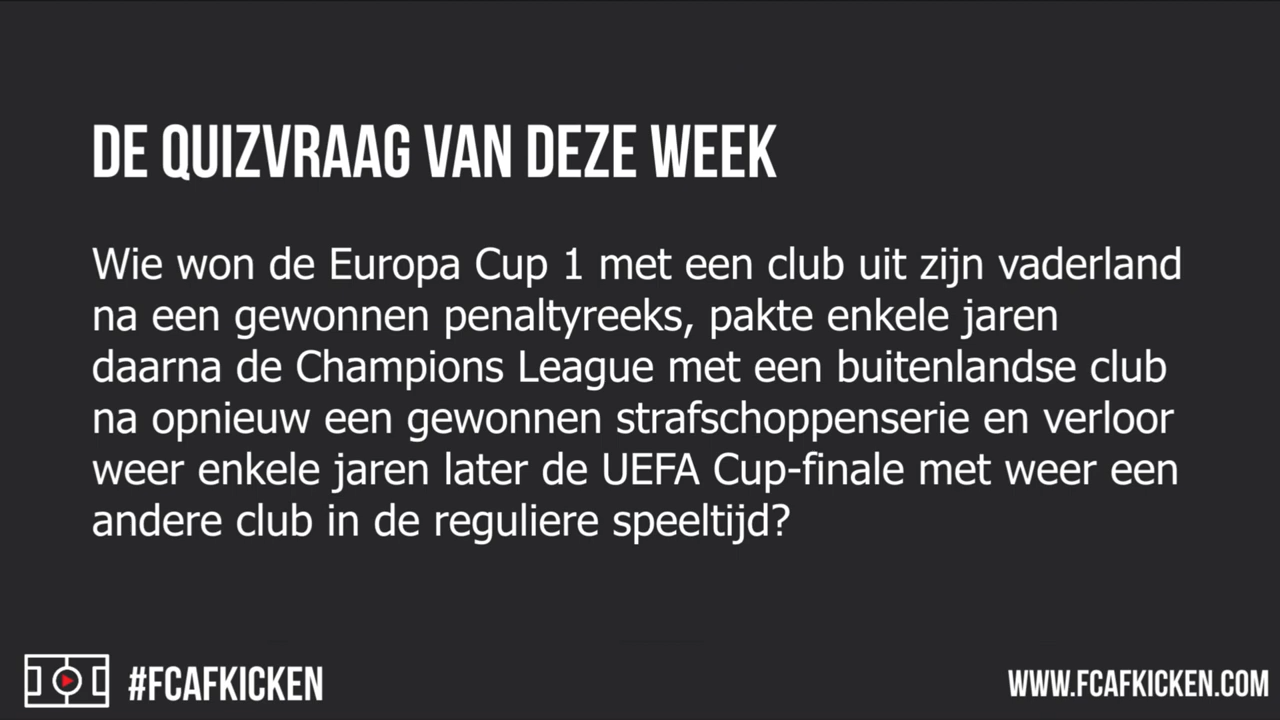 DE QUIZVRAAG VAN DEZE WEEK
Wie won de Europa Cup 1 met een club uit zijn vaderland
na een gewonnen penaltyreeks, pakte enkele jaren
daarna de Champions League met een buitenlandse club
na opnieuw een gewonnen strafschoppenserie en verloor
weer enkele jaren later de UEFA Cup-finale met weer een
andere club in de reguliere speeltijd?
#FCAFKICKEN
WWW.FCAFKICKEN.COM